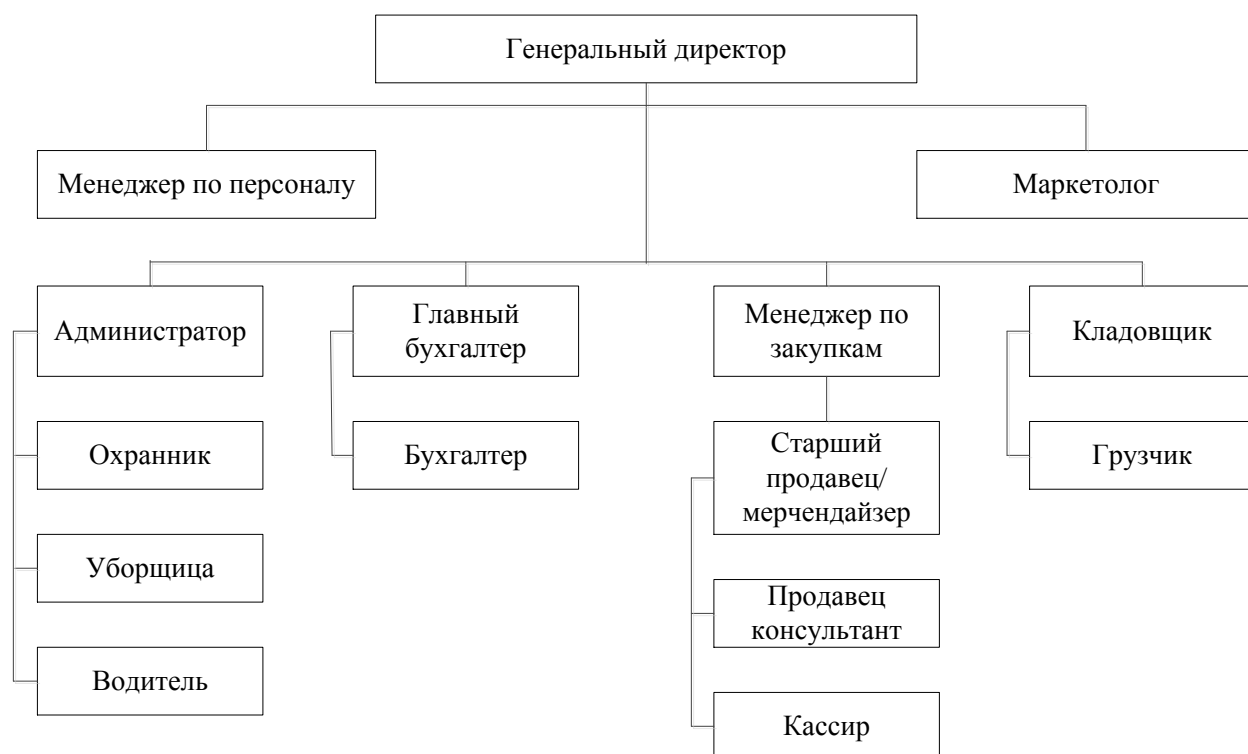 Генеральный директор
Менеджер по персоналу
Маркетолог
Администратор
Главный
бухгалтер
Менеджер по
закупкам
Кладовщик
Охранник
Бухгалтер
Старший
продавец/
мерчендайзер
Грузчик
Уборщица
Продавец
консультант
Водитель
Кассир